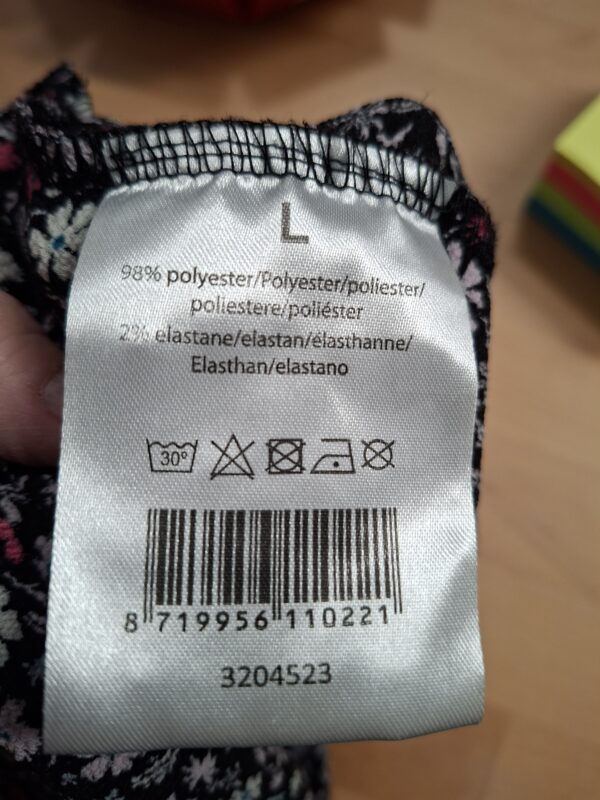 L
98% polyester/Polyester/poliester/
poliestere/poliéster
2% elastane/elastan/élasthanne/
Elasthan/elastano
30°
8 719956 110221
3204523